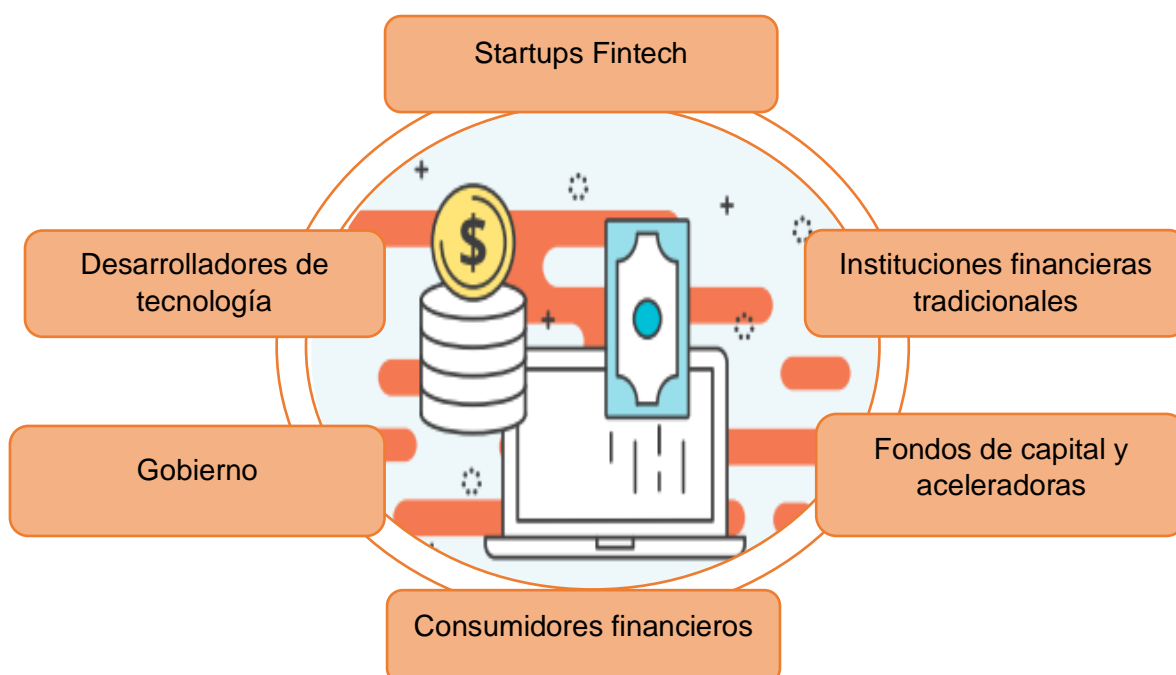 Startups Fintech
Desarrolladores de
tecnología
Instituciones financieras
tradicionales
Gobierno
Fondos de capital y
aceleradoras
Consumidores financieros
$